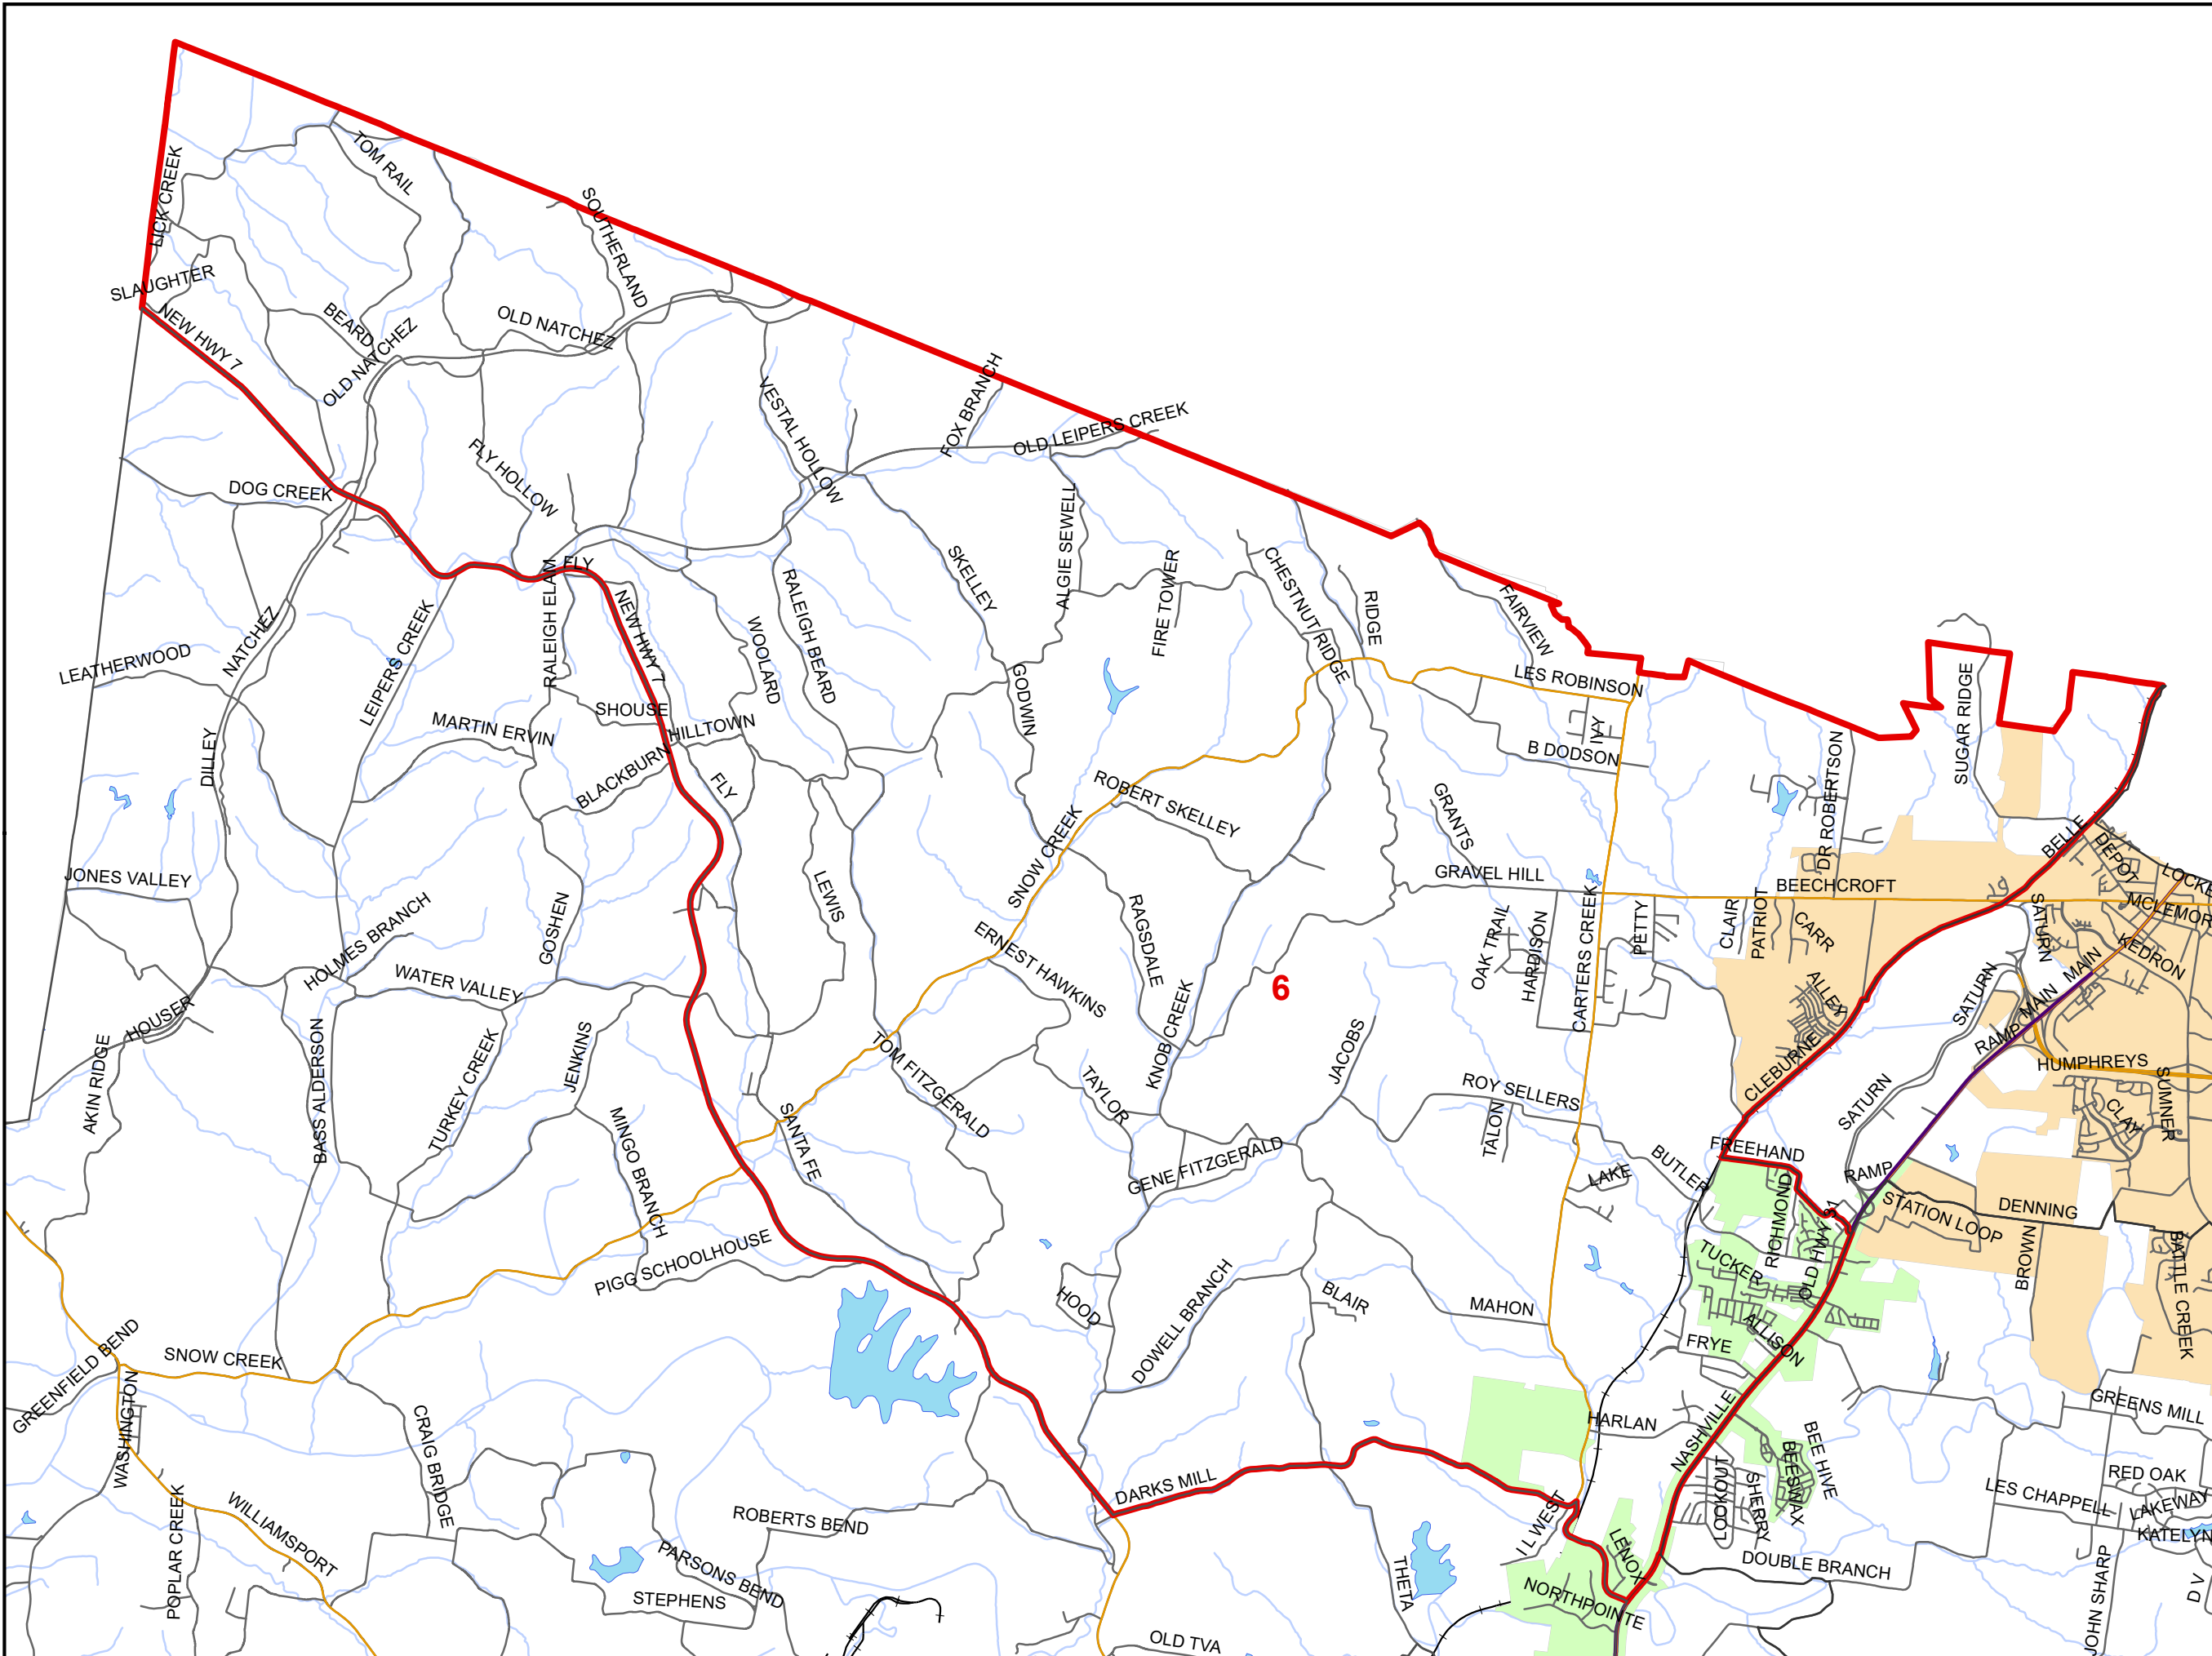 TOM RAIL
LICK CREEK
SOUTHERLAND
SLAUGHTER
NEW HWY 7
BEARD
OLD NATCHEZ
OLD NATCHEZ
VESTAL HOLLOW
FOX BRANCH
OLD LEIPERS CREEK
DOG CREEK
FLY HOLLOW
ALGIE SEWELL
SKELLEY
FIRE TOWER
CHESTNUT RIDGE
RIDGE
FAIRVIEW
FLY
RALEIGH ELAM
NEW HWY 7
RALEIGH BEARD
WOOLARD
NATCHEZ
LEATHERWOOD
LEIPERS CREEK
GODWIN
LES ROBINSON
SHOUSE
MARTIN ERVIN
HILLTOWN
BLACKBURN
FLY
DILLEY
IVY
B DODSON
SUGAR RIDGE
DR ROBERTSON
ROBERT SKELLEY
GRANTS
SNOW CREEK
BELLE
DEPOT
LOCKE
JONES VALLEY
GRAVEL HILL
BEECHCROFT
MCLEMOR
LEWIS
HOLMES BRANCH
GOSHEN
RAGSDALE
ERNEST HAWKINS
OAK TRAIL
HARDISON
CARTERS CREEK
PETTY
CLAIR
PATRIOT
CARR
SATURN
MAIN
KEDRON
WATER VALLEY
6
ALLEY
SATURN
MAIN
RAMP
HOUSER
AKIN RIDGE
BASS ALDERSON
TURKEY CREEK
JENKINS
TOM FITZGERALD
KNOB CREEK
JACOBS
CLEBURNE
HUMPHREYS
SUMNER
CLAY
TAYLOR
ROY SELLERS
TALON
SATURN
MINGO BRANCH
SANTA FE
GENE FITZGERALD
LAKE
BUTLER
FREEHAND
RAMP
RICHMOND
OLD HWY 31
STATION LOOP
DENNING
BROWN
BATTLE CREEK
PIGG SCHOOLHOUSE
TUCKER
HOOD
DOWELL BRANCH
BLAIR
MAHON
ALLISON
FRYE
GREENFIELD BEND
SNOW CREEK
WASHINGTON
CRAIG BRIDGE
HARLAN
NASHVILLE
BEE HIVE
BEESWAX
GREENS MILL
RED OAK
DARKS MILL
LOOKOUT
SHERRY
LES CHAPPELL
LAKEWAY
KATELYN
WILLIAMSPORT
POPLAR CREEK
ROBERTS BEND
PARSONS BEND
STEPHENS
I L WEST
LENOX
DOUBLE BRANCH
THETA
NORTHPOINTE
JOHN SHARP
D V
OLD TVA